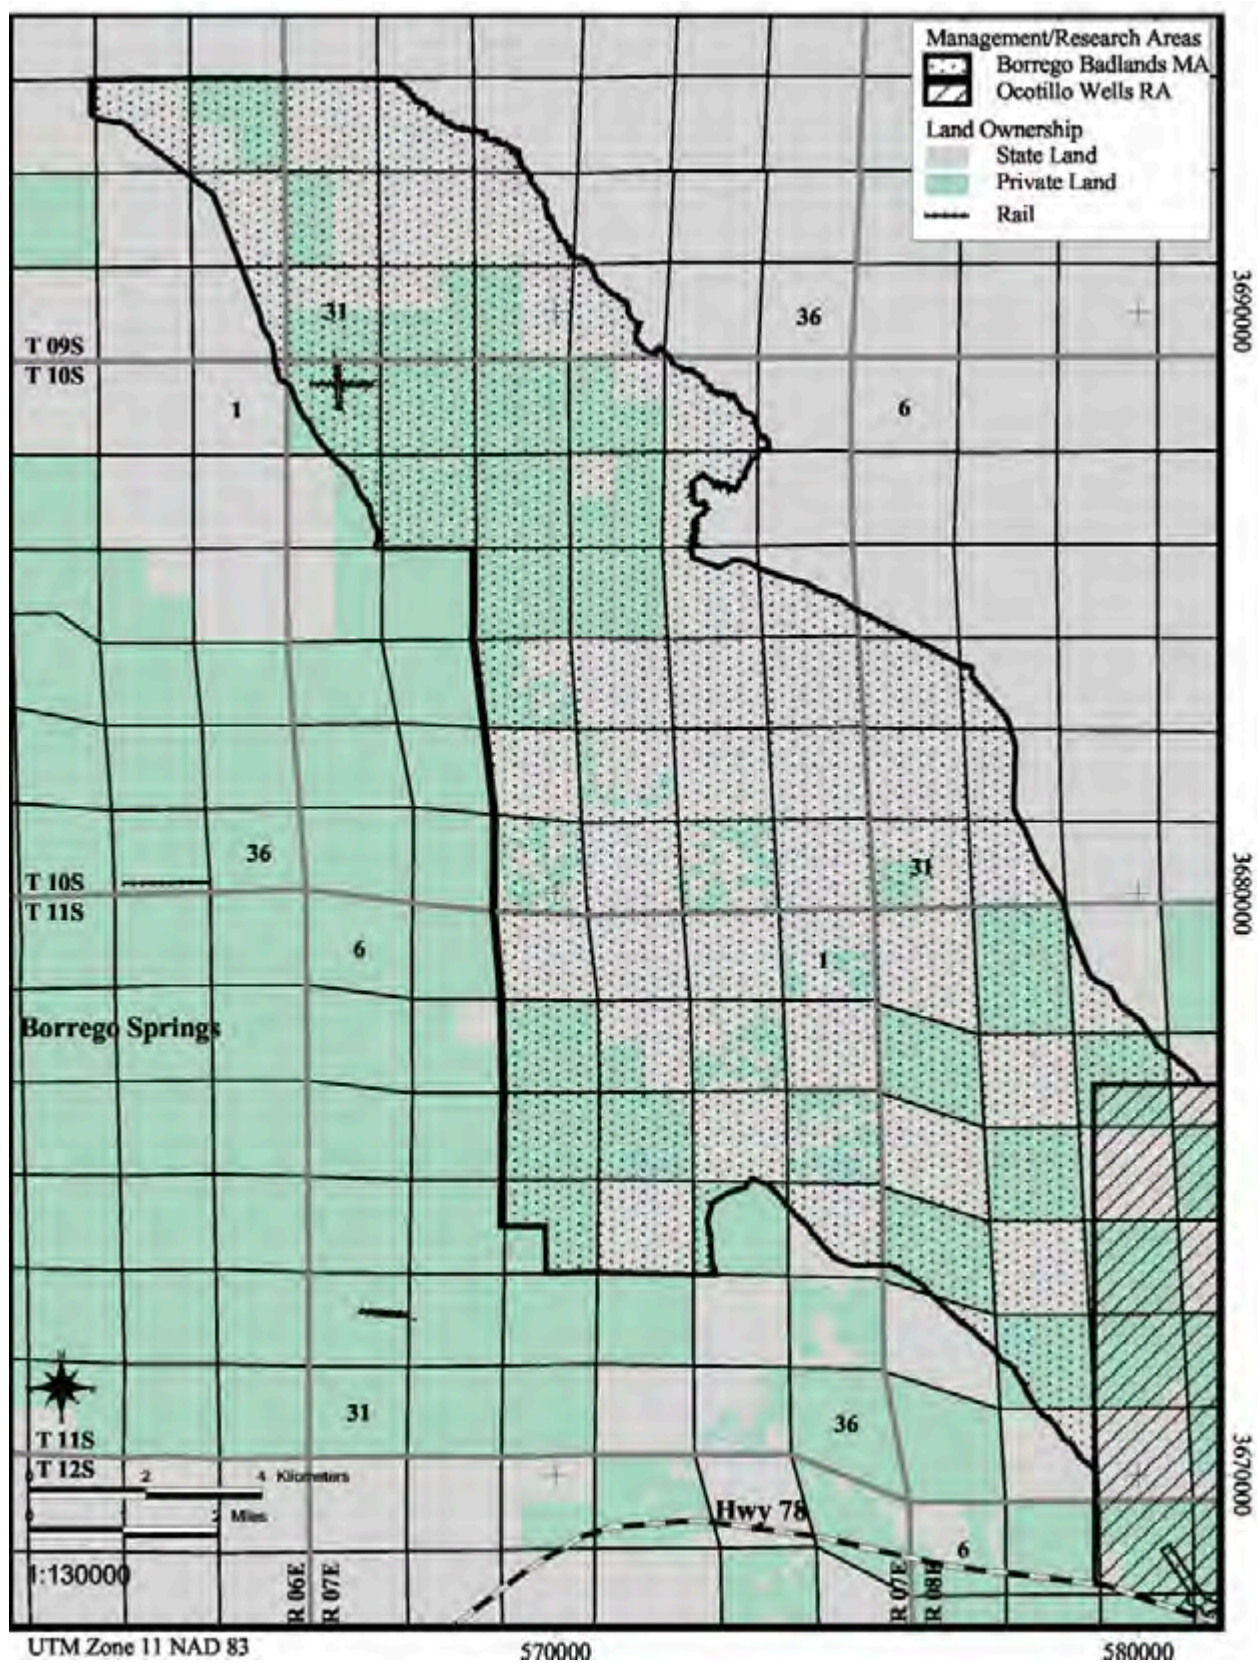 Management/Research Areas
Borrego Badlands MA
Ocotillo Wells RA
Land Ownership
State Land
Private Land
Rail
3690000
31
36
T 09S
T 10S
1
6
36
31
3680000
T 10S
T 11S
6
1
Borrego Springs
N
31
36
T 11S
T 12S
0 2 4 Kilometers
0 1 2 Miles
3670000
Hwy 78
6
1:130000
R 06E
R 07E
R 07E
R 08E
UTM Zone 11 NAD 83
570000
580000